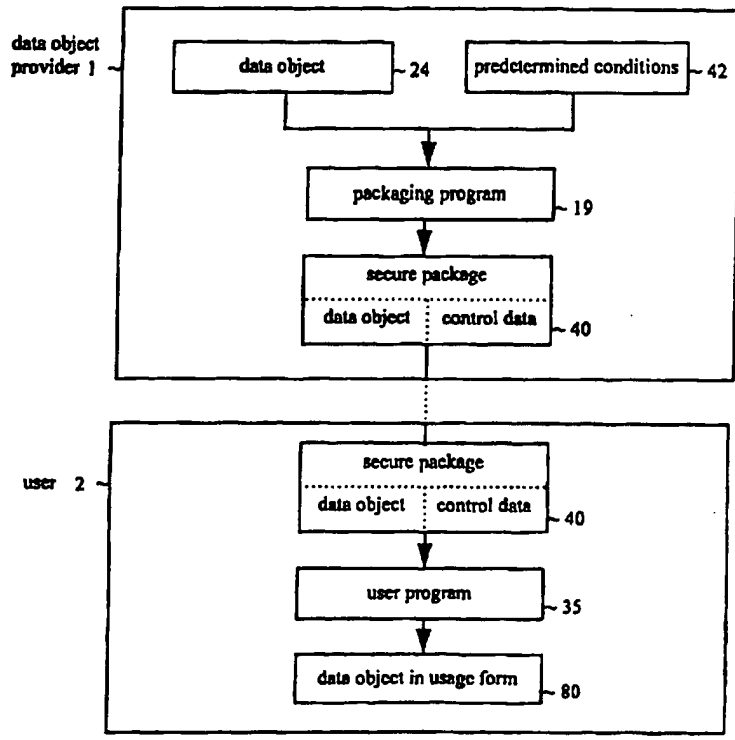 data object
provider 1
data object
24
predetermined conditions
42
packaging program
19
secure package
data object control data
40
user 2
secure package
data object control data
40
user program
35
data object in usage form
80